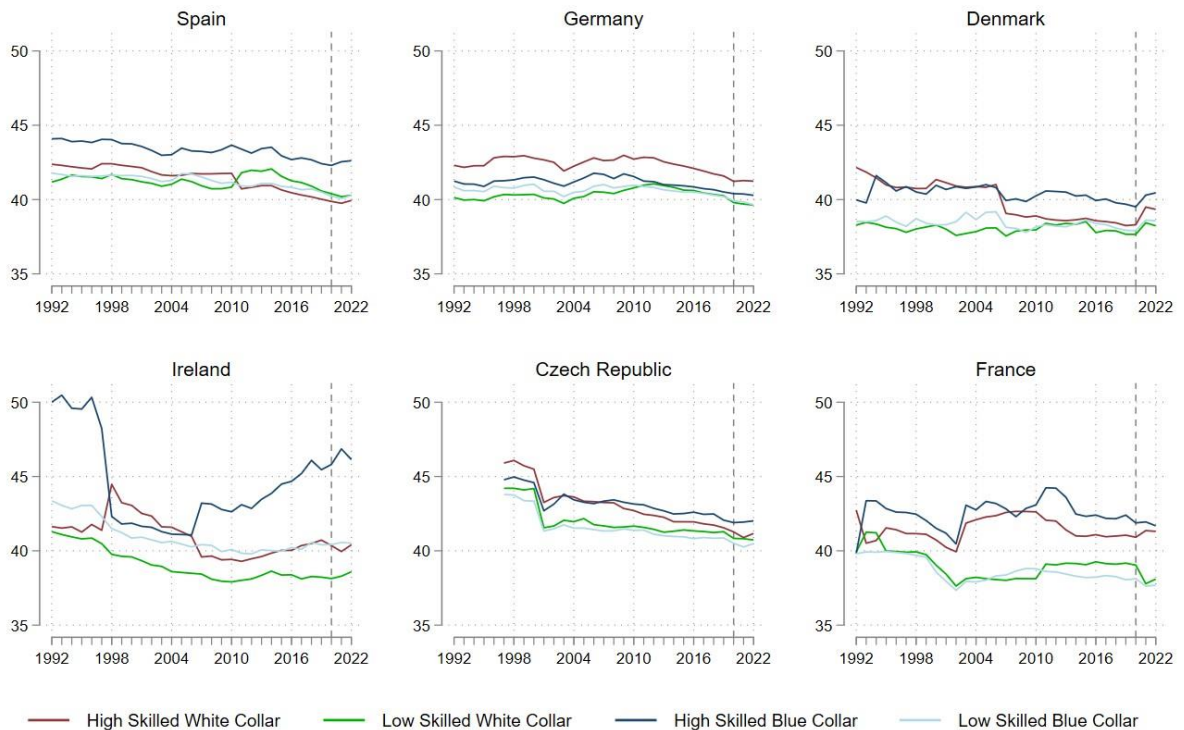 Spain
50
45
40
35
1992 1998 2004 2010 2016 2022
Germany
50
45
40
35
1992 1998 2004 2010 2016 2022
Denmark
50
45
40
35
1992 1998 2004 2010 2016 2022
Ireland
50
45
40
35
1992 1998 2004 2010 2016 2022
Czech Republic
50
45
40
35
1992 1998 2004 2010 2016 2022
France
50
45
40
35
1992 1998 2004 2010 2016 2022
High Skilled White Collar
Low Skilled White Collar
High Skilled Blue Collar
Low Skilled Blue Collar